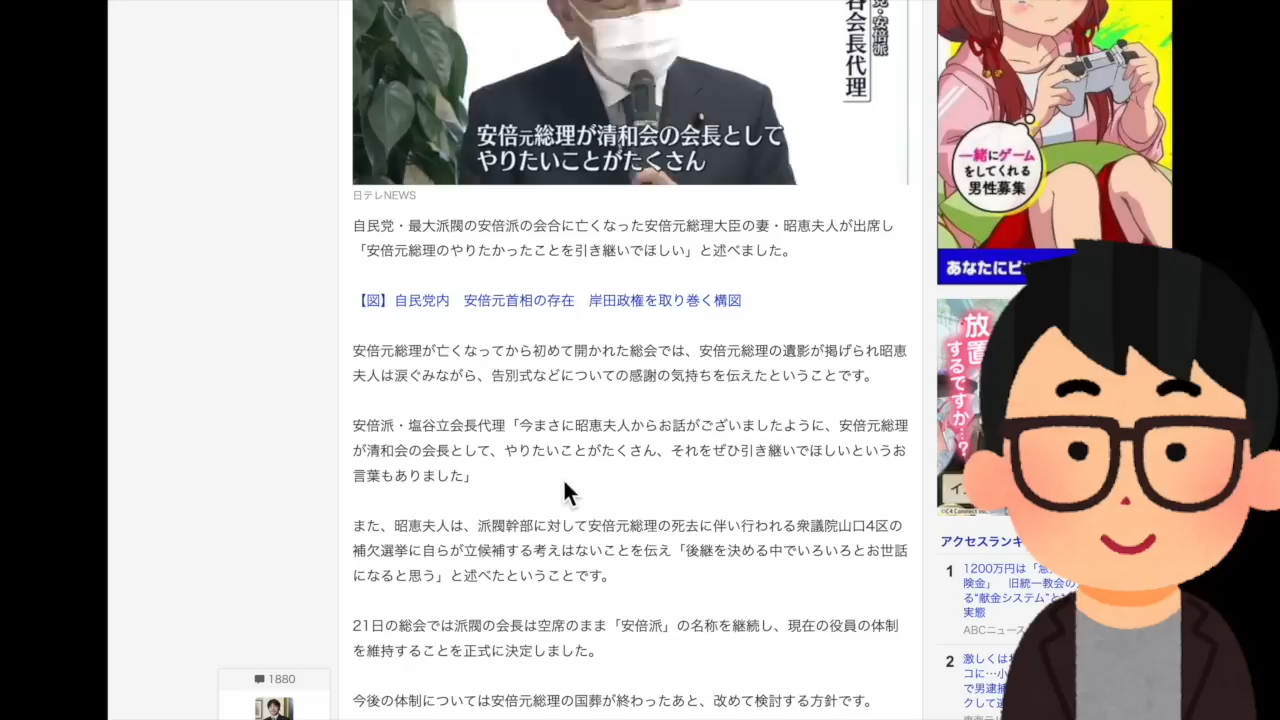 安倍派
谷会長代理
安倍元総理が清和会の会長として
やりたいことがたくさん
日テレNEWS
自民党・最大派閥の安倍派の会合に亡くなった安倍元総理大臣の妻・昭恵夫人が出席し
「安倍元総理のやりたかったことを引き継いでほしい」と述べました。
【図】自民党内　安倍元首相の存在　岸田政権を取り巻く構図
安倍元総理が亡くなってから初めて開かれた総会では、安倍元総理の遺影が掲げられ昭恵
夫人は涙ぐみながら、告別式などについての感謝の気持ちを伝えたということです。
安倍派・塩谷立会長代理「今まさに昭恵夫人からお話がございましたように、安倍元総理
が清和会の会長として、やりたいことがたくさん、それをぜひ引き継いでほしいというお
言葉もありました」
また、昭恵夫人は、派閥幹部に対して安倍元総理の死去に伴い行われる衆議院山口4区の
補欠選挙に自らが立候補する考えはないことを伝え「後継を決める中でいろいろとお世話
になると思う」と述べたということです。
21日の総会では派閥の会長は空席のまま「安倍派」の名称を継続し、現在の役員の体制
を維持することを正式に決定しました。
今後の体制については安倍元総理の国葬が終わったあと、改めて検討する方針です。
1880
一緒にゲーム
をしてくれる
男性募集
あなたにピ
放置
するですか…?
アクセスランキ
1
1200万円は「
険金」　旧統一教会の
る“献金システム”と
実態
ABCニュース
2
激しくは
コに…小
で男逮捕
クして